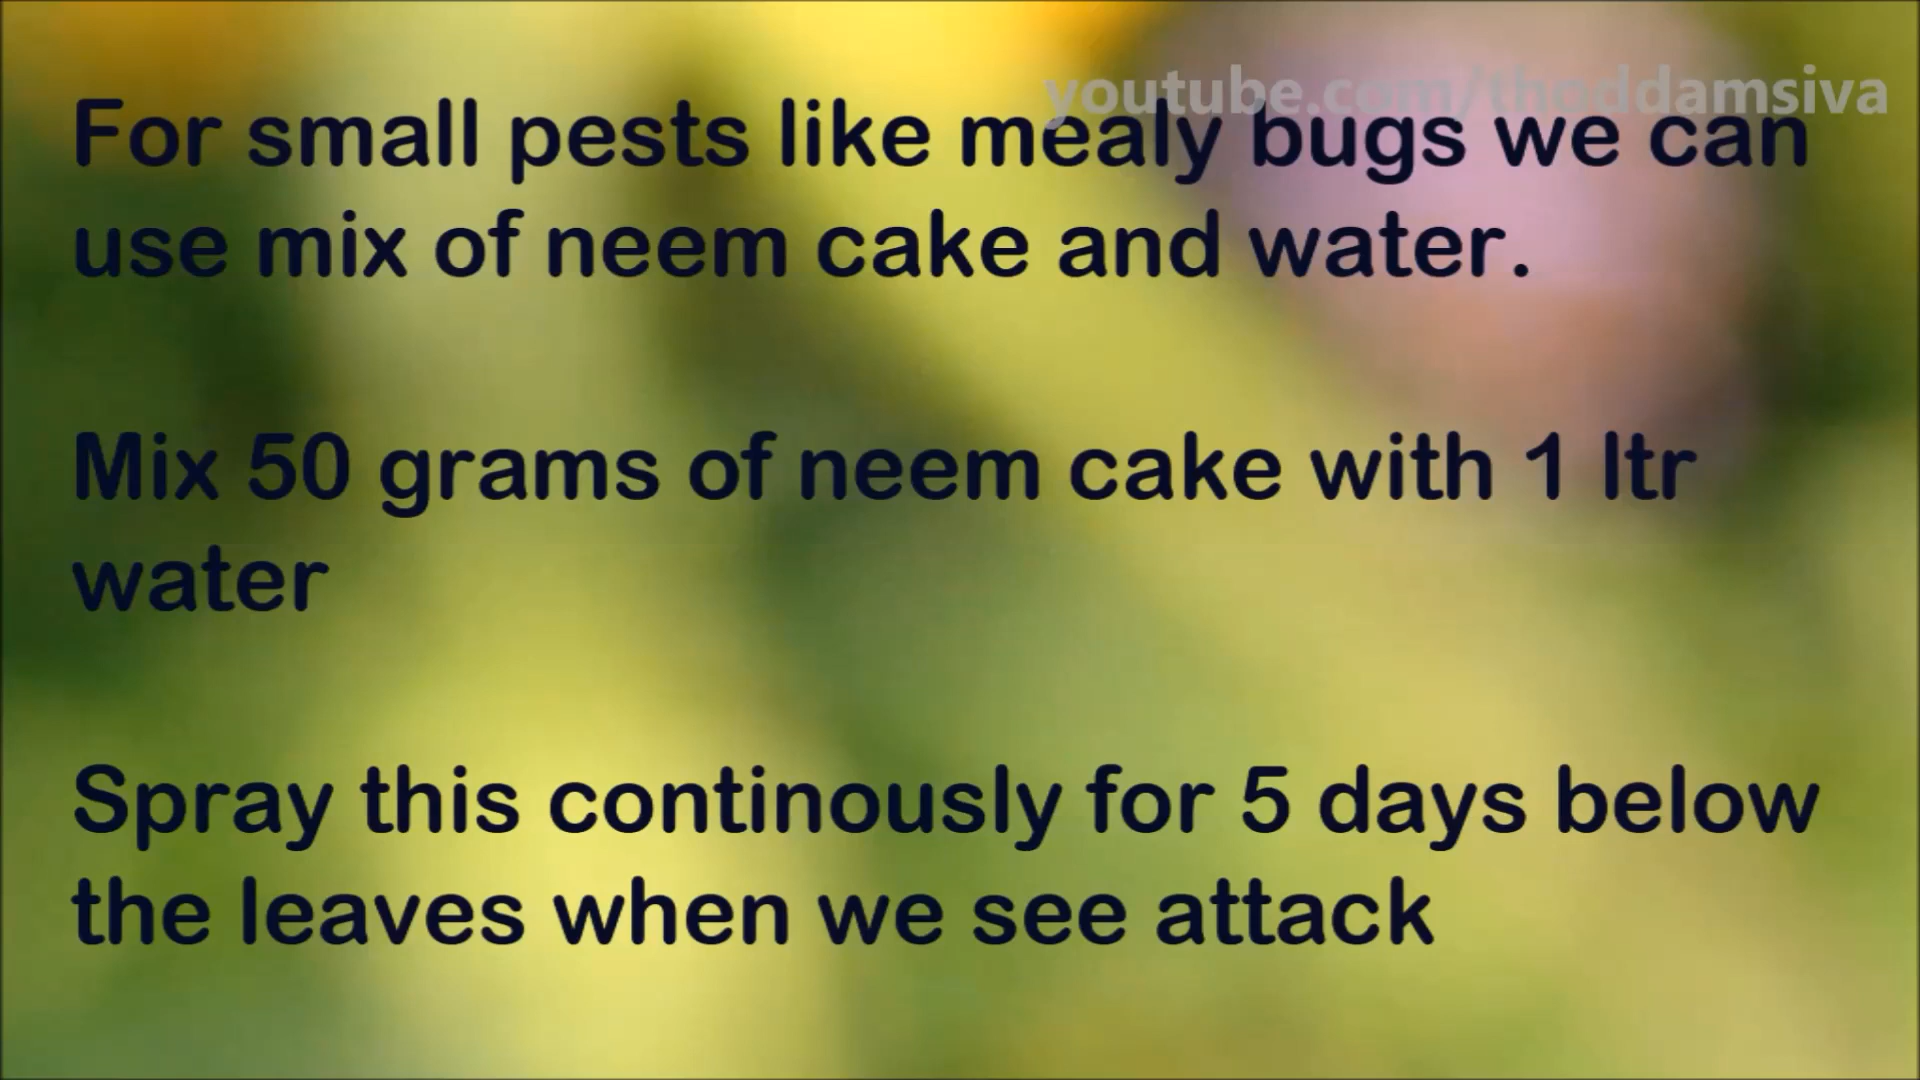 youtube.com/thoddamsiva
For small pests like mealy bugs we can
use mix of neem cake and water.
Mix 50 grams of neem cake with 1 ltr
water
Spray this continously for 5 days below
the leaves when we see attack